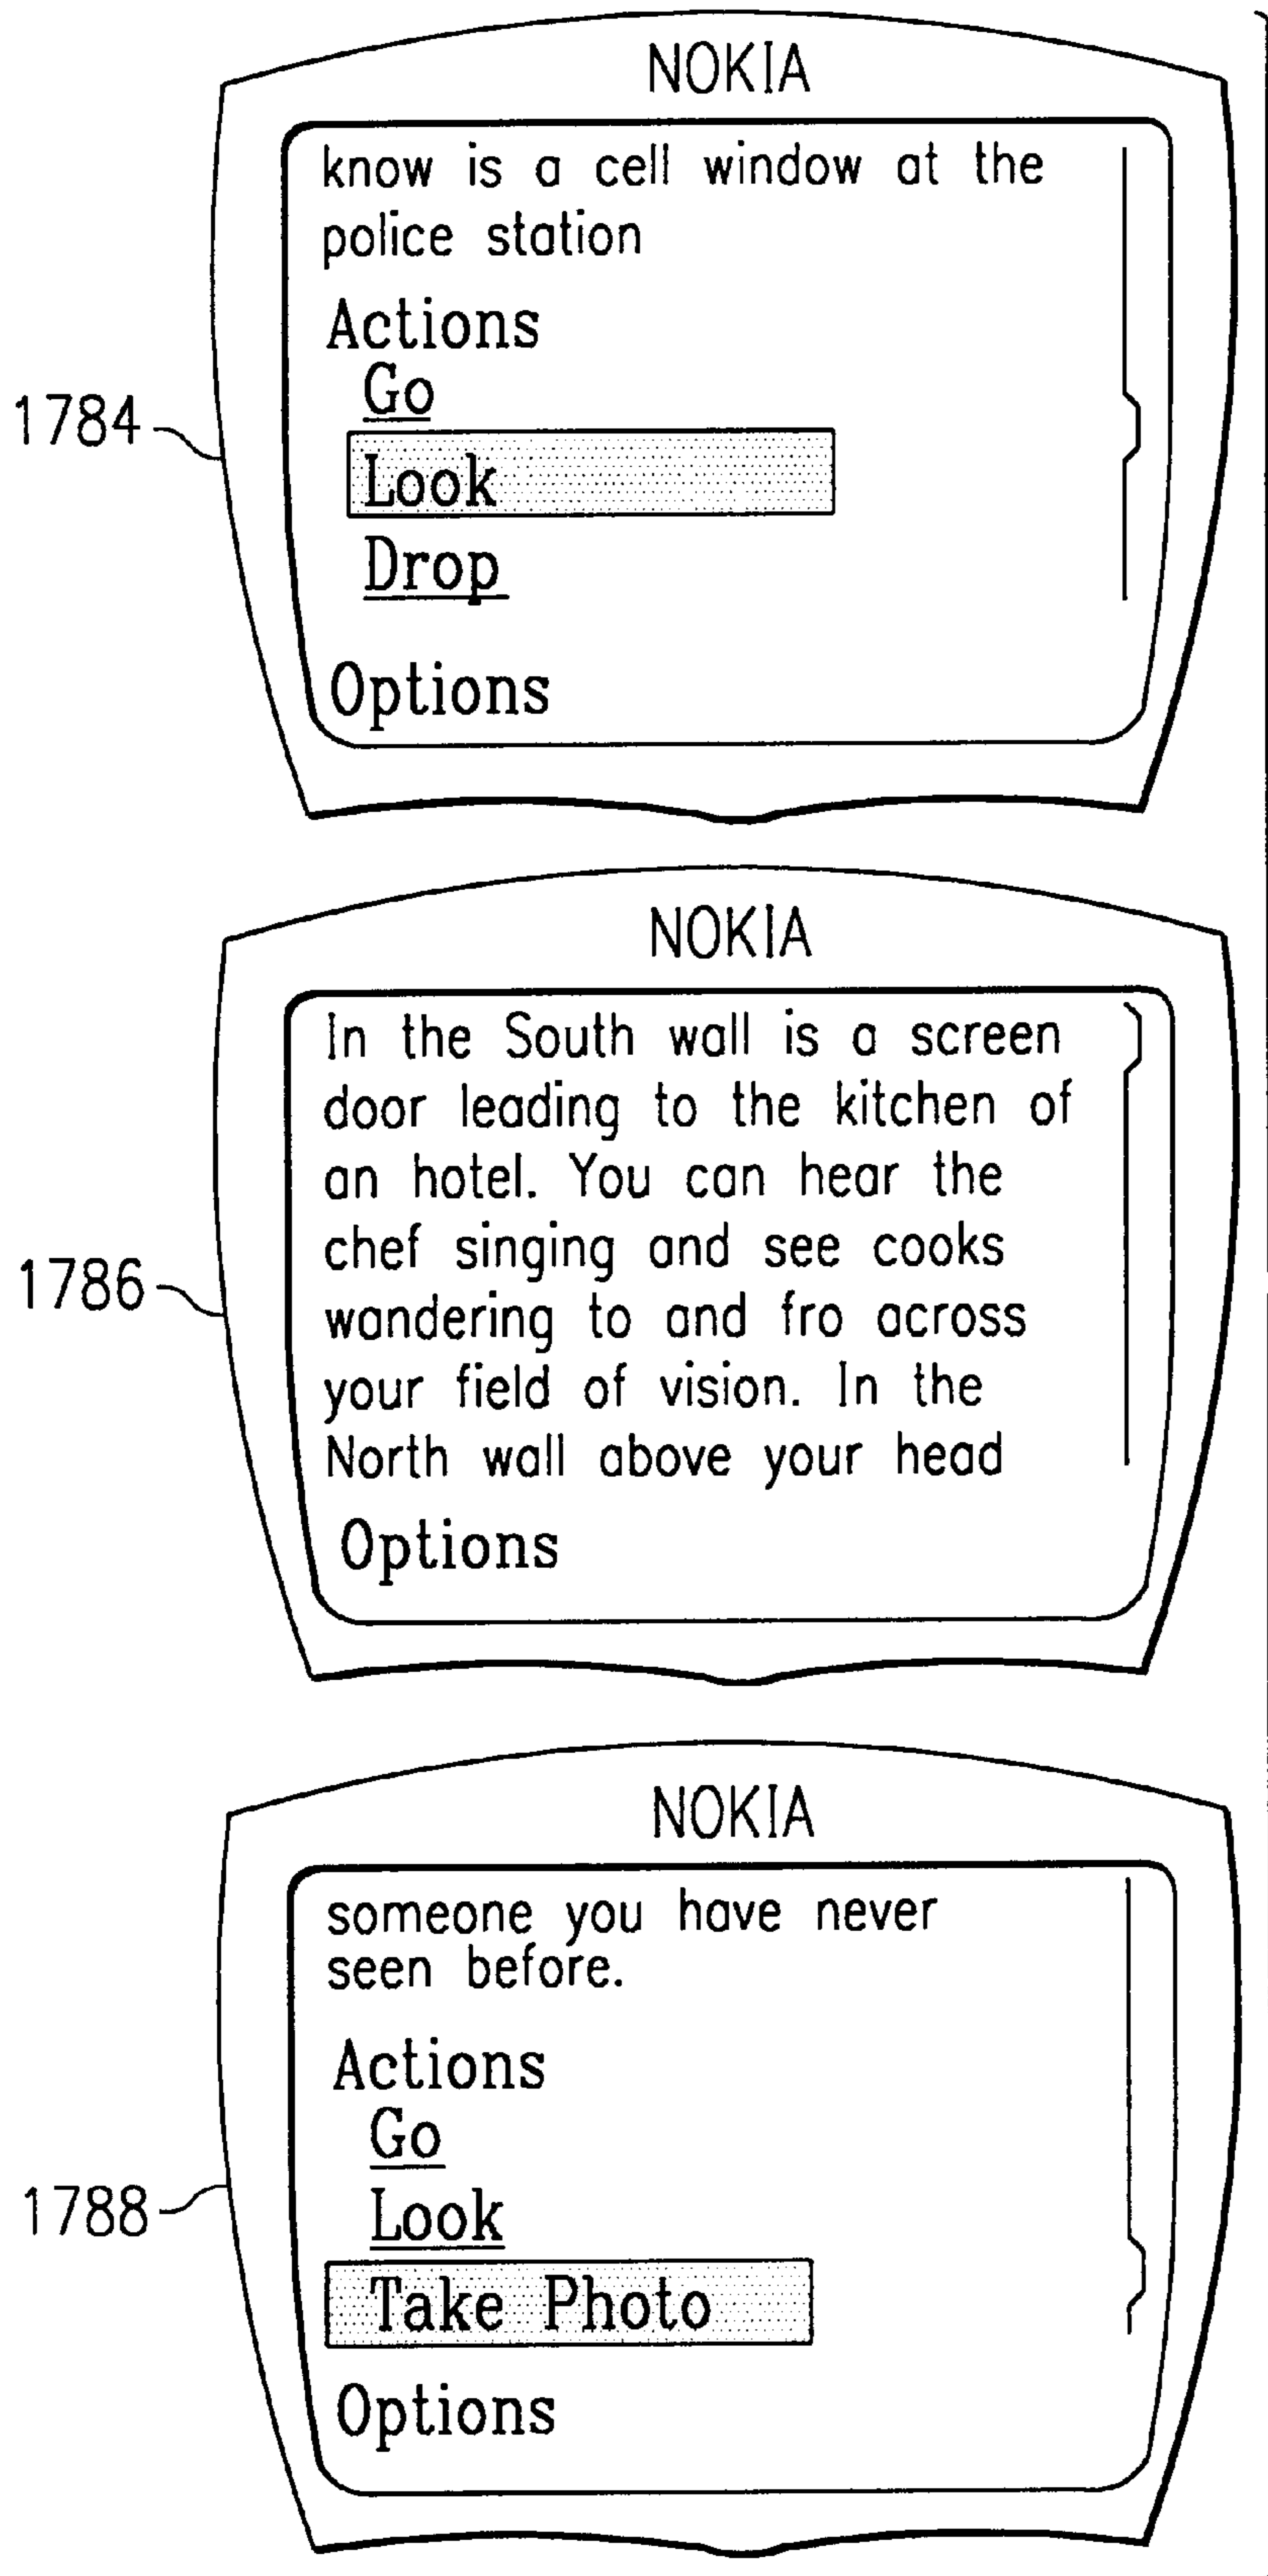 NOKIA
know is a cell window at the
police station
Actions
Go
1784
Look
Drop
Options
NOKIA
In the South wall is a screen
door leading to the kitchen of
an hotel. You can hear the
chef singing and see cooks
1786
wandering to and fro across
your field of vision. In the
North wall above your head
Options
NOKIA
someone you have never
seen before.
Actions
Go
1788
Look
Take Photo
Options